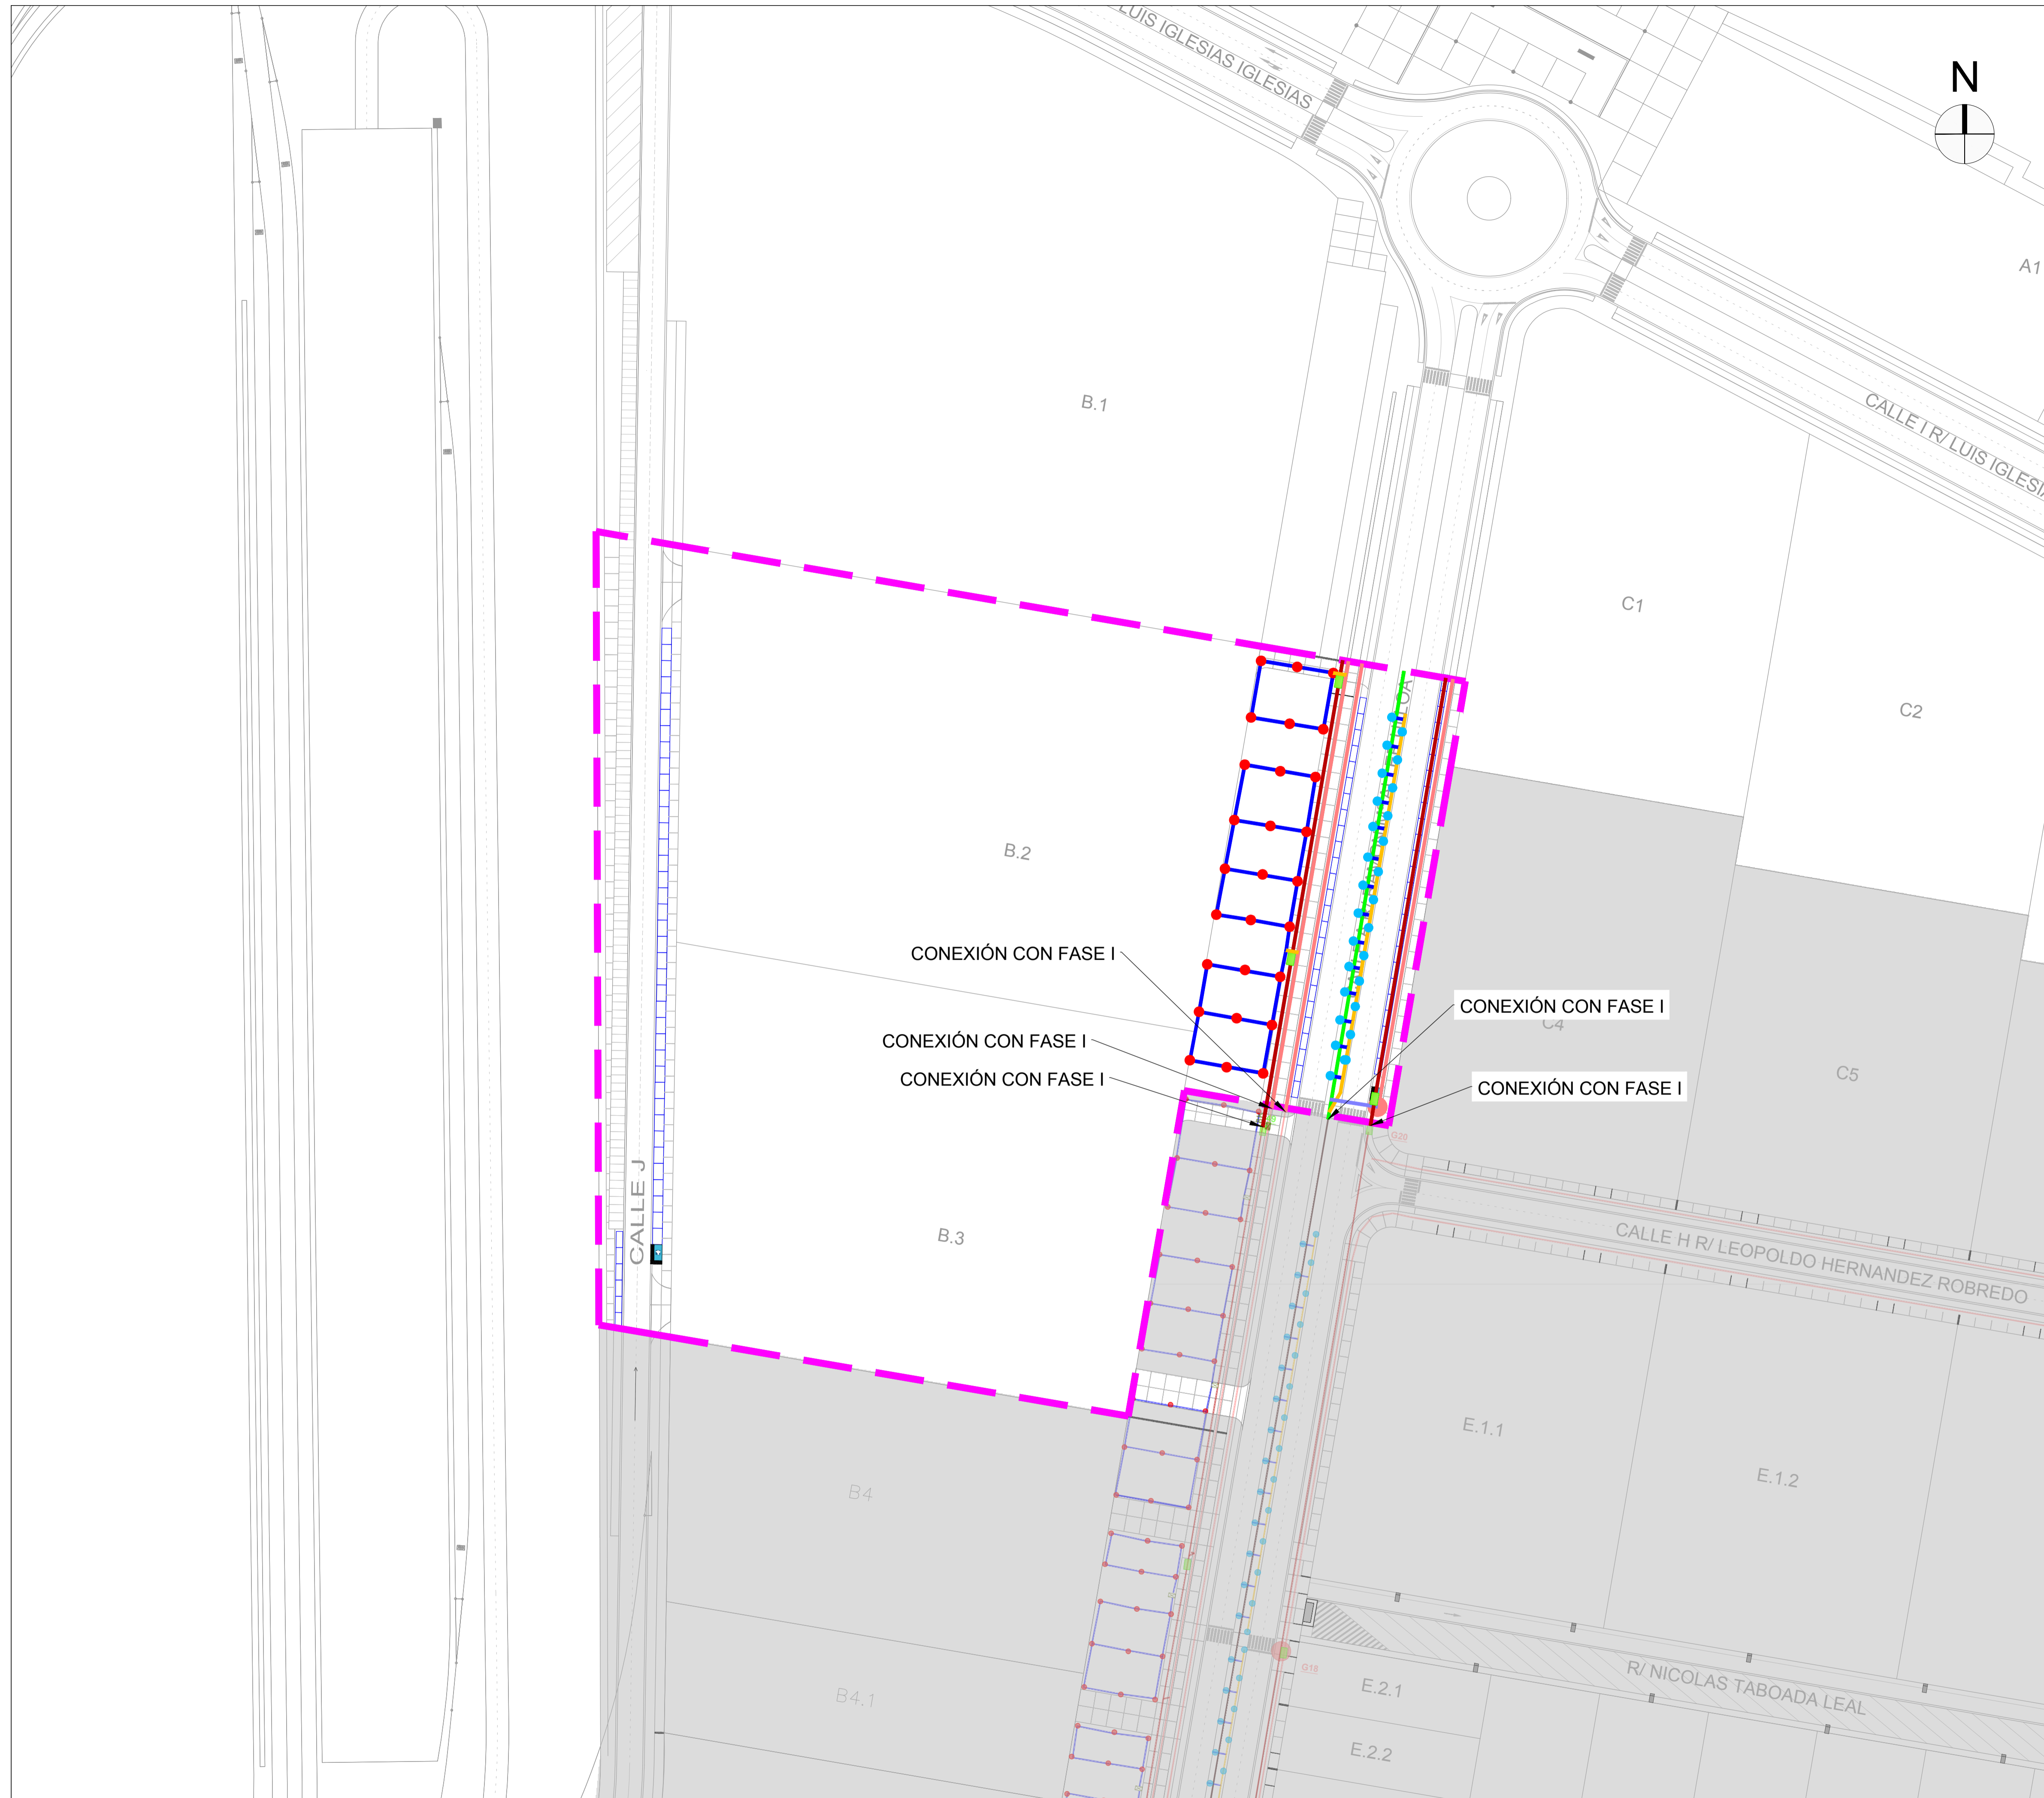 LUIS IGLESIAS IGLESIAS
N
A1
B.1
CALLE I R/ LUIS
C1
C2
B.2
CONEXIÓN CON FASE I
CONEXIÓN CON FASE I
C4
CONEXIÓN CON FASE I
CONEXIÓN CON FASE I
C5
CONEXIÓN CON FASE I
G20
CALLE J
B.3
CALLE H R/ LEOPOLDO HERNANDEZ ROBREDO
E.1.1
E.1.2
B4
G18
R/ NICOLAS TABOADA LEAL
E.2.1
B4.1
E.2.2